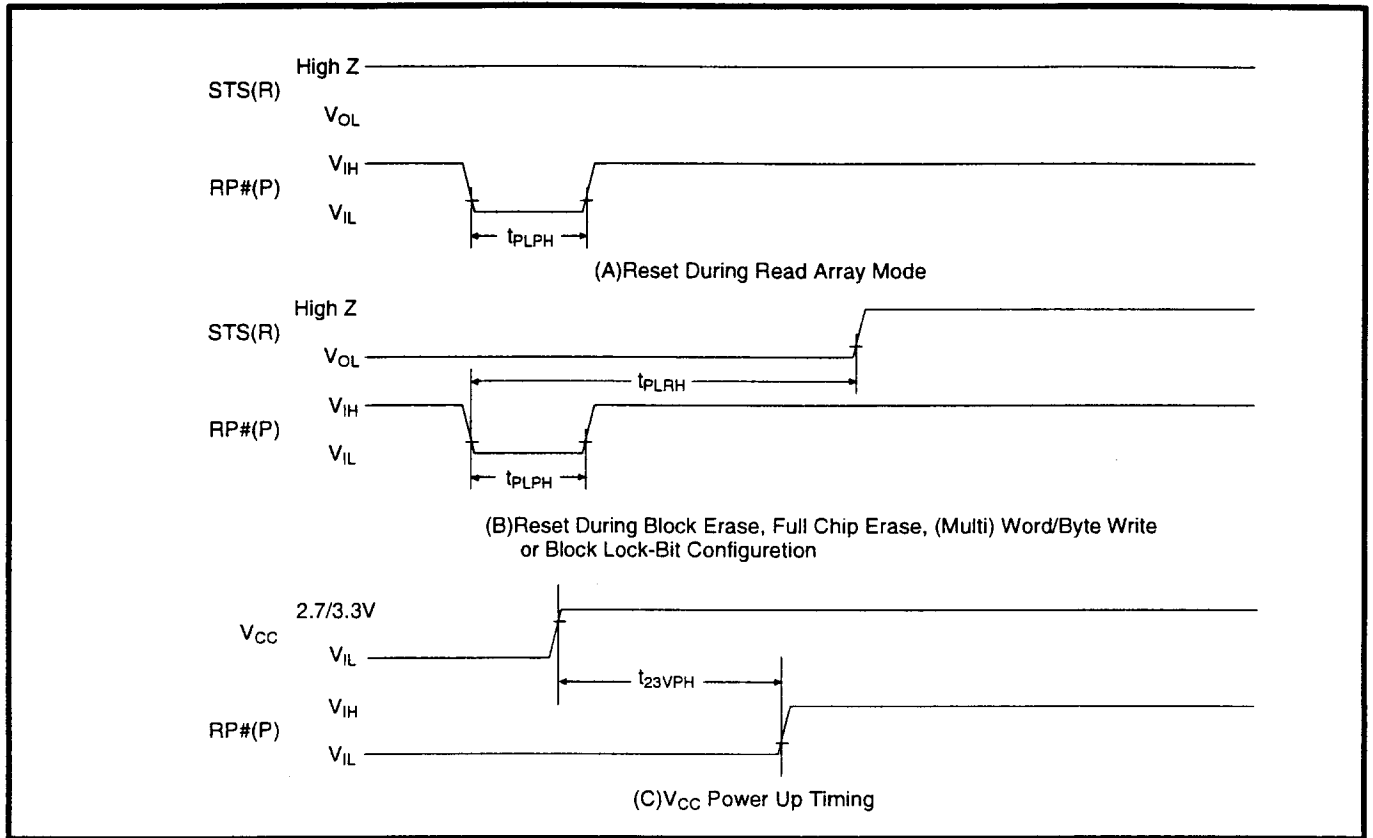 High Z
STS(R)
VOL
VIH
RP#(P)
VIL
tPLPH
(A)Reset During Read Array Mode
High Z
STS(R)
VOL
tPLRH
VIH
RP#(P)
VIL
tPLPH
(B)Reset During Block Erase, Full Chip Erase, (Multi) Word/Byte Write
or Block Lock-Bit Configuretion
2.7/3.3V
VCC
VIL
t23VPH
VIH
RP#(P)
VIL
(C)VCC Power Up Timing